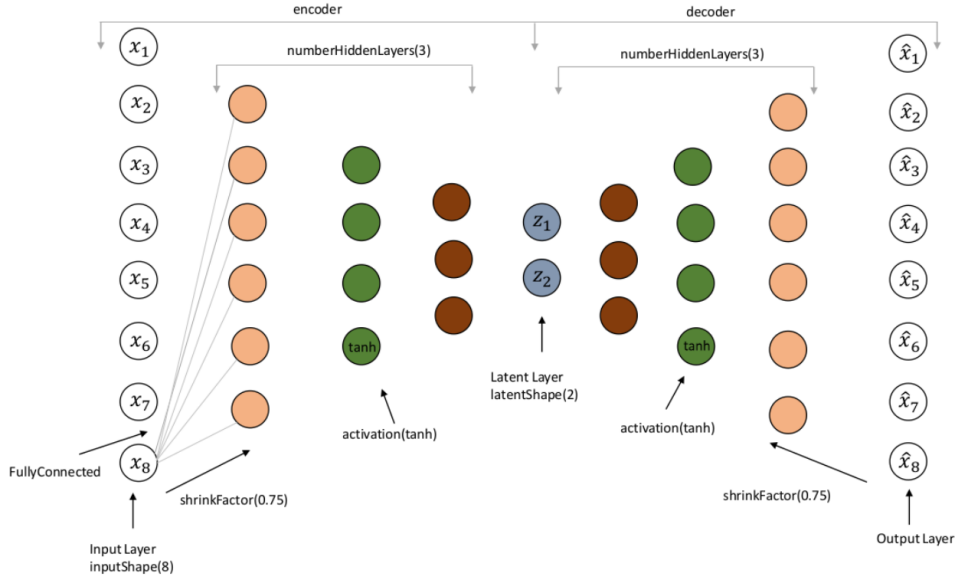 encoder
decoder
numberHiddenLayers(3)
numberHiddenLayers(3)
x₁
x₂
x₃
x₄
x₅
x₆
x₇
x₈
z₁
z₂
tanh
tanh
x̂₁
x̂₂
x̂₃
x̂₄
x̂₅
x̂₆
x̂₇
x̂₈
Latent Layer
latentShape(2)
activation(tanh)
activation(tanh)
FullyConnected
shrinkFactor(0.75)
shrinkFactor(0.75)
Input Layer
inputShape(8)
Output Layer